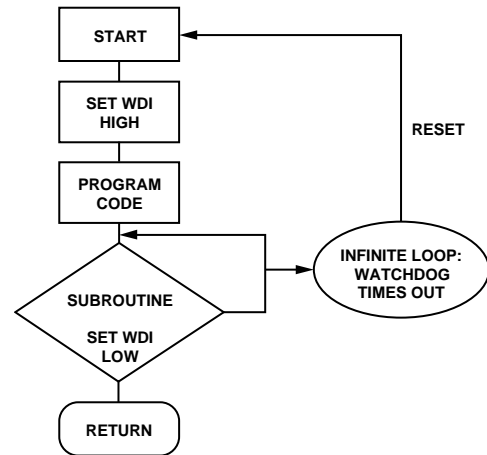 START
SET WDI
HIGH
RESET
PROGRAM
CODE
INFINITE LOOP:
WATCHDOG
TIMES OUT
SUBROUTINE
SET WDI
LOW
RETURN